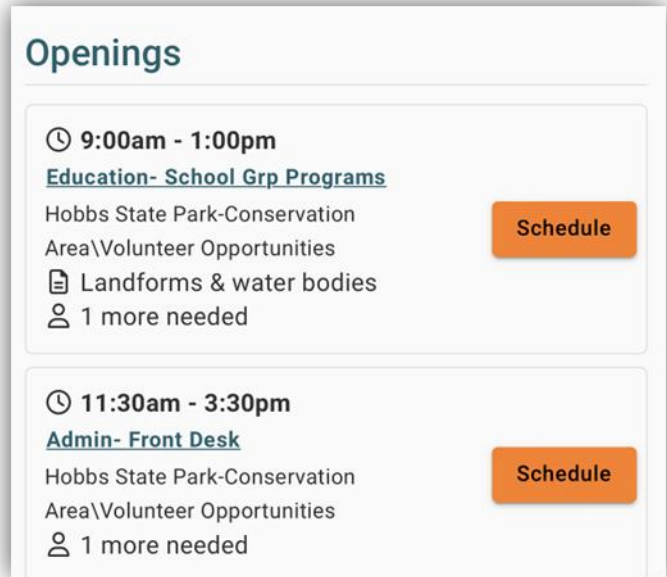 Openings
9:00am - 1:00pm
Education- School Grp Programs
Hobbs State Park-Conservation
Area\Volunteer Opportunities
Schedule
Landforms & water bodies
1 more needed
11:30am - 3:30pm
Admin- Front Desk
Hobbs State Park-Conservation
Area\Volunteer Opportunities
Schedule
1 more needed